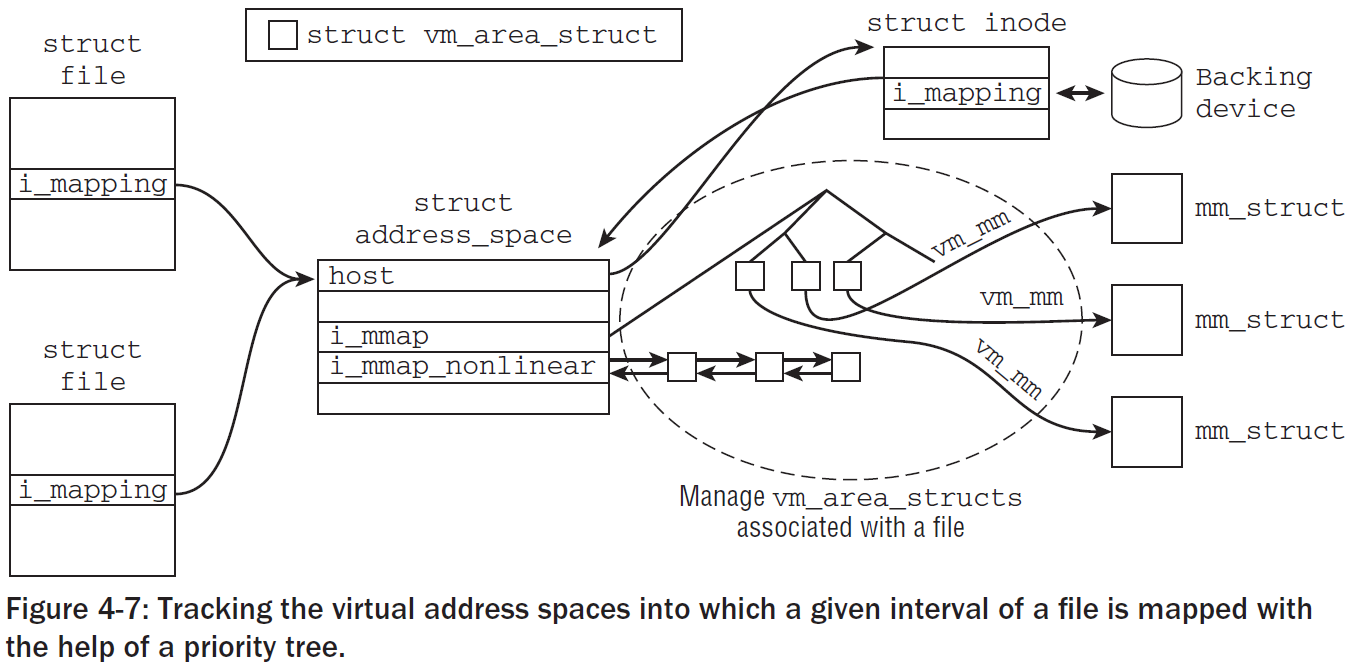 struct
file
i_mapping
struct
file
i_mapping
struct vm_area_struct
struct
address_space
host
i_mmap
i_mmap_nonlinear
struct inode
i_mapping
Backing
device
vm_mm
vm_mm
vm_mm
mm_struct
mm_struct
mm_struct
Manage vm_area_structs
associated with a file
Figure 4-7: Tracking the virtual address spaces into which a given interval of a file is mapped with
the help of a priority tree.